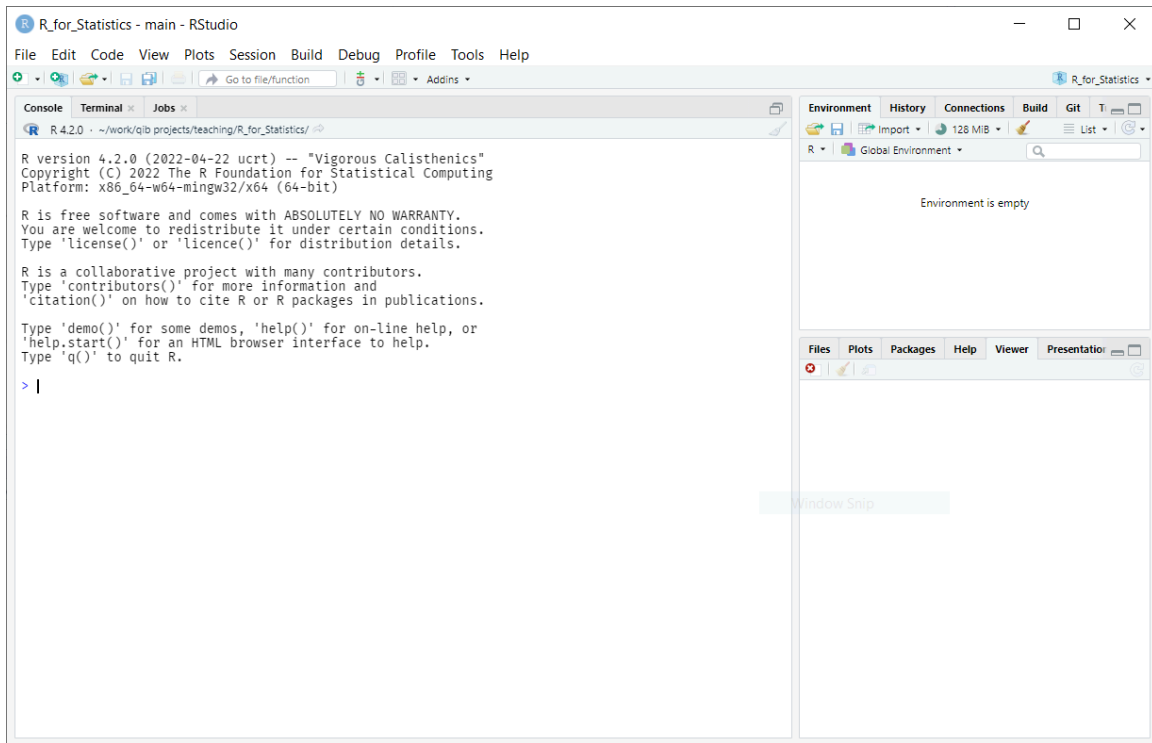 R_for_Statistics - main - RStudio
File Edit Code View Plots Session Build Debug Profile Tools Help
Go to file/function Addins R_for_Statistics
Console Terminal Jobs
R 4.2.0 · ~/work/qib projects/teaching/R_for_Statistics/
R version 4.2.0 (2022-04-22 ucrt) -- "Vigorous Calisthenics"
Copyright (C) 2022 The R Foundation for Statistical Computing
Platform: x86_64-w64-mingw32/x64 (64-bit)
R is free software and comes with ABSOLUTELY NO WARRANTY.
You are welcome to redistribute it under certain conditions.
Type 'license()' or 'licence()' for distribution details.
R is a collaborative project with many contributors.
Type 'contributors()' for more information and
'citation()' on how to cite R or R packages in publications.
Type 'demo()' for some demos, 'help()' for on-line help, or
'help.start()' for an HTML browser interface to help.
Type 'q()' to quit R.
>
Environment History Connections Build Git
Import 128 MiB List
R Global Environment
Environment is empty
Files Plots Packages Help Viewer Presentation
Window Snip